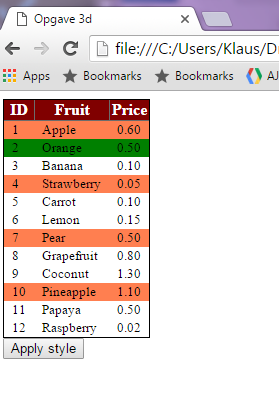 Opgave 3d
file:///C:/Users/Klaus/D
Apps Bookmarks Bookmarks
ID Fruit Price
1 Apple 0.60
2 Orange 0.50
3 Banana 0.10
4 Strawberry 0.05
5 Carrot 0.10
6 Lemon 0.15
7 Pear 0.50
8 Grapefruit 0.80
9 Coconut 1.30
10 Pineapple 1.10
11 Papaya 0.50
12 Raspberry 0.02
Apply style